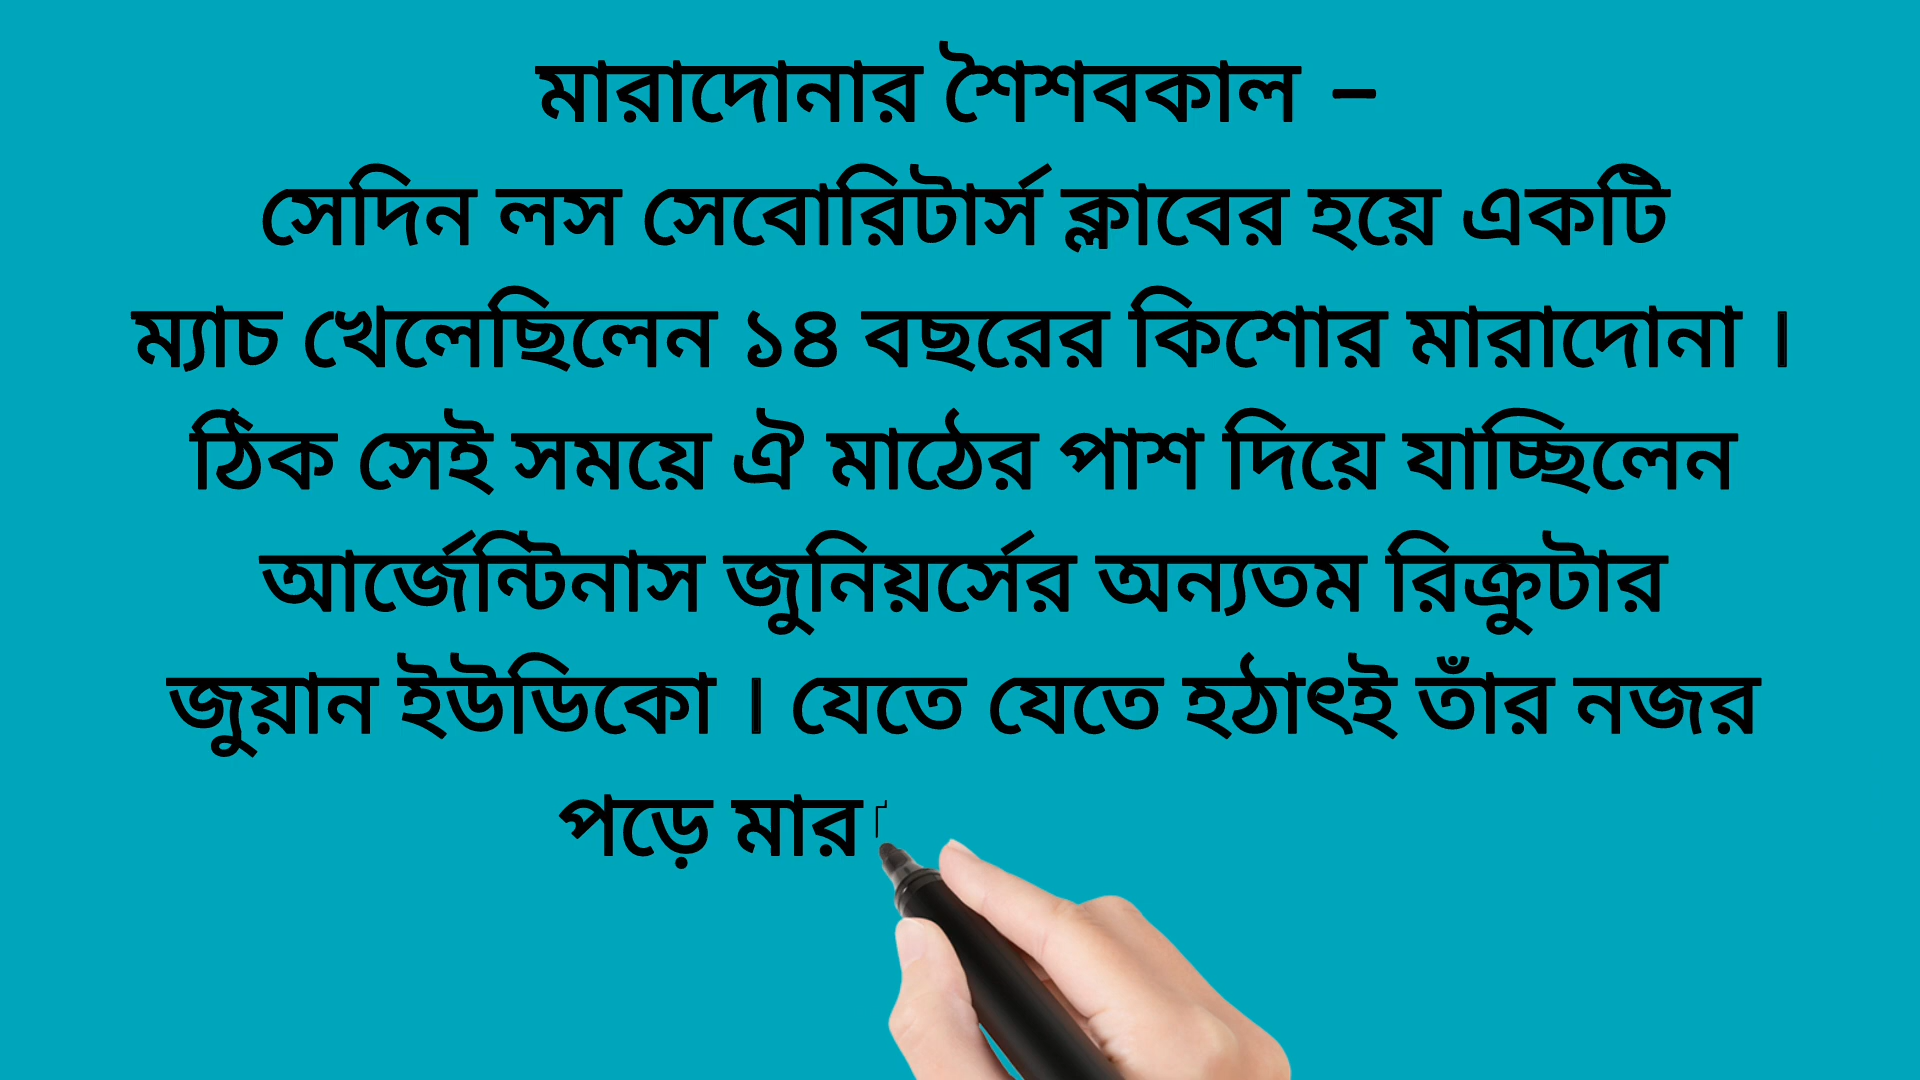 মারাদোনার শৈশবকাল –
সেদিন লস সেবোরিটার্স ক্লাবের হয়ে একটি
ম্যাচ খেলেছিলেন ১৪ বছরের কিশোর মারাদোনা ।
ঠিক সেই সময়ে ঐ মাঠের পাশ দিয়ে যাচ্ছিলেন
আর্জেন্টিনাস জুনিয়র্সের অন্যতম রিক্রুটার
জুয়ান ইউডিকো । যেতে যেতে হঠাৎই তাঁর নজর
পড়ে মার